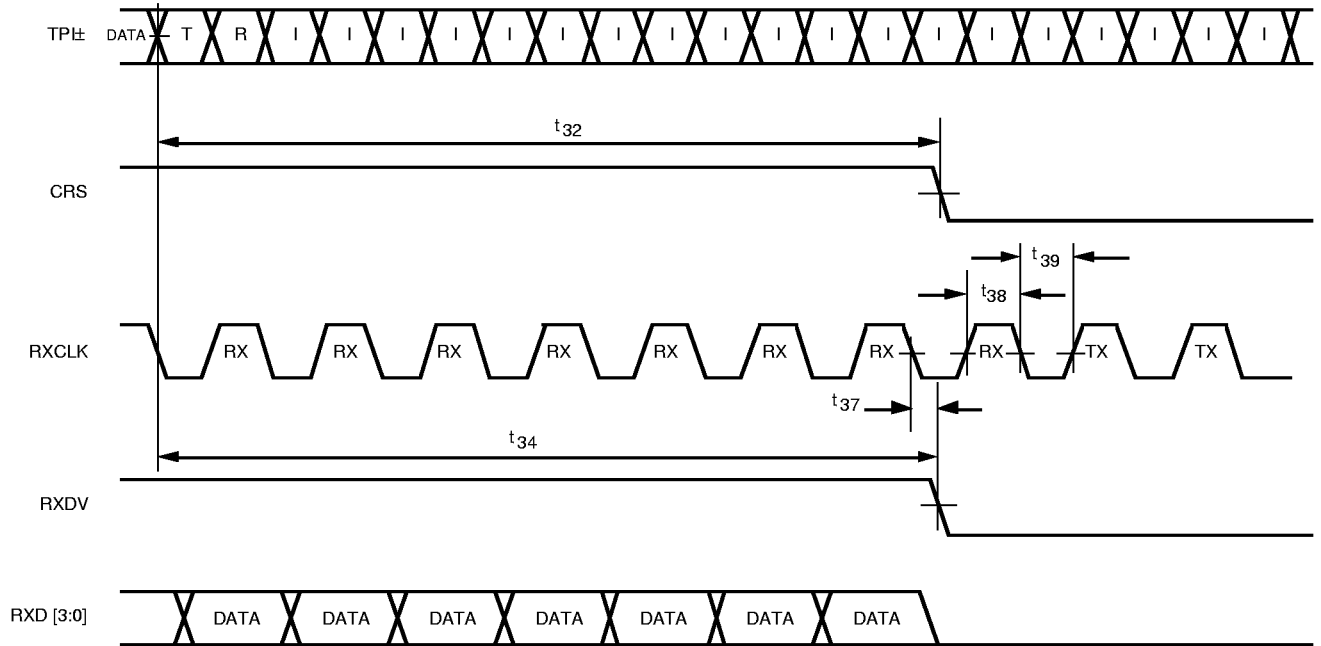 TPI± DATA T R I I I I I I I I I I I I I I I I I I I
t32
CRS
t39
t38
RXCLK RX RX RX RX RX RX RX RX TX TX
t37
t34
RXDV
RXD [3:0] DATA DATA DATA DATA DATA DATA DATA